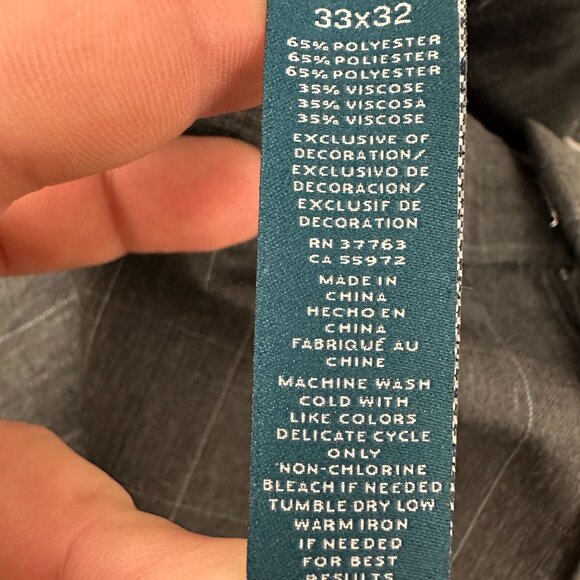 33x32
65% POLYESTER
65% POLIESTER
65% POLYESTER
35% VISCOSE
35% VISCOSA
35% VISCOSE
EXCLUSIVE OF
DECORATION/
EXCLUSIVO DE
DECORACION/
EXCLUSIF DE
DECORATION
RN 37763
CA 55972
MADE IN
CHINA
HECHO EN
CHINA
FABRIQUÉ AU
CHINE
MACHINE WASH
COLD WITH
LIKE COLORS
DELICATE CYCLE
ONLY
NON-CHLORINE
BLEACH IF NEEDED
TUMBLE DRY LOW
WARM IRON
IF NEEDED
FOR BEST
RESULTS